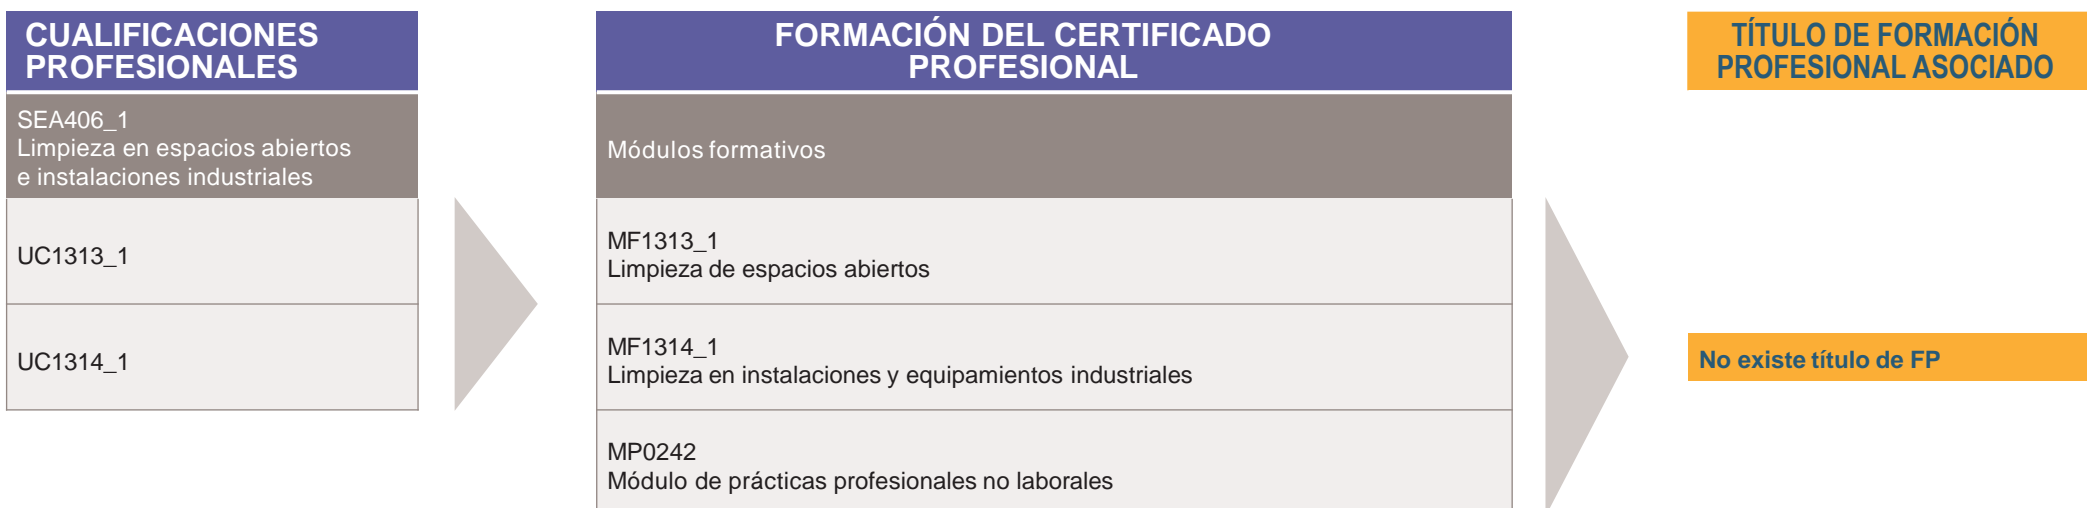 CUALIFICACIONES
PROFESIONALES
SEA406_1
Limpieza en espacios abiertos
e instalaciones industriales
UC1313_1
UC1314_1
FORMACIÓN DEL CERTIFICADO
PROFESIONAL
Módulos formativos
MF1313_1
Limpieza de espacios abiertos
MF1314_1
Limpieza en instalaciones y equipamientos industriales
MP0242
Módulo de prácticas profesionales no laborales
TÍTULO DE FORMACIÓN
PROFESIONAL ASOCIADO
No existe título de FP